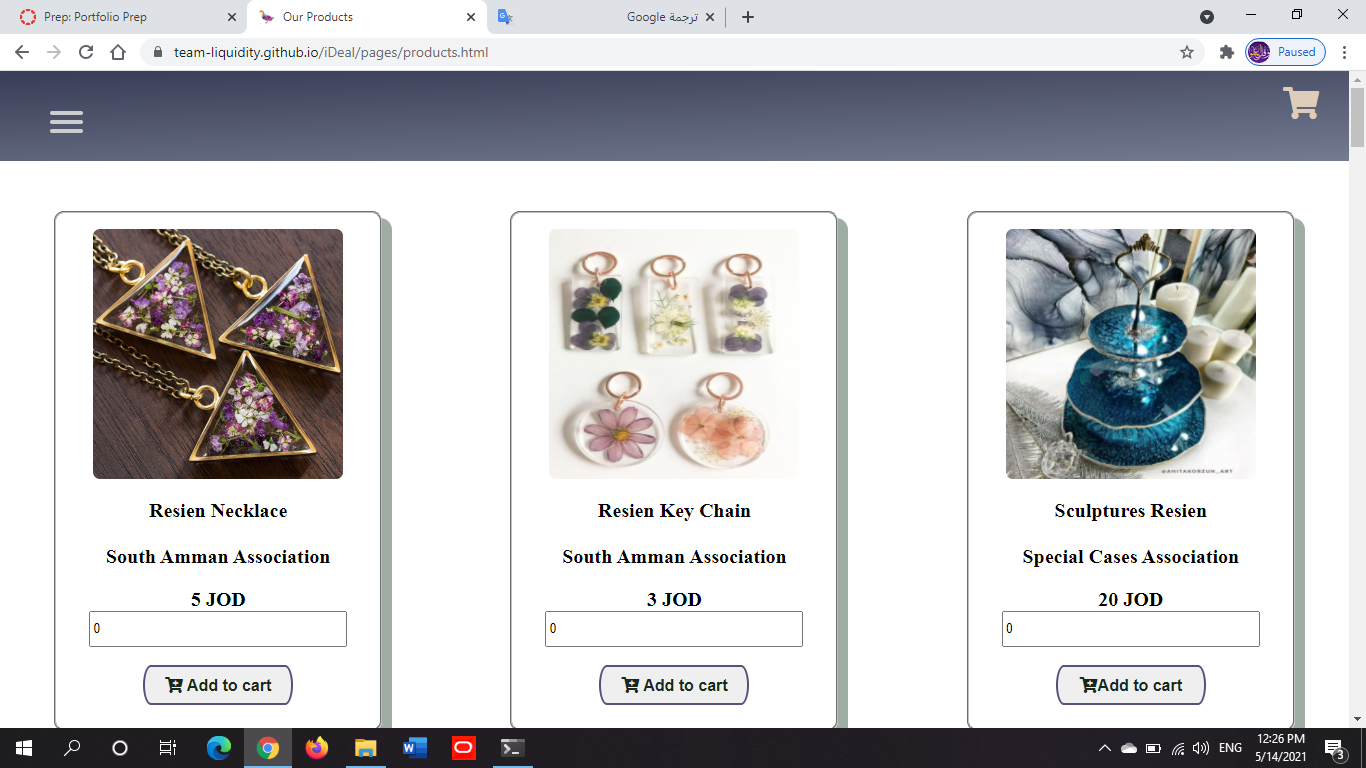 Prep: Portfolio Prep
Our Products
ترجمة Google
team-liquidity.github.io/iDeal/pages/products.html
Paused
@ANITAKOBZUN_ART
Resien Necklace
South Amman Association
5 JOD
0
Add to cart
Resien Key Chain
South Amman Association
3 JOD
0
Add to cart
Sculptures Resien
Special Cases Association
20 JOD
0
Add to cart
ENG
12:26 PM
5/14/2021
3